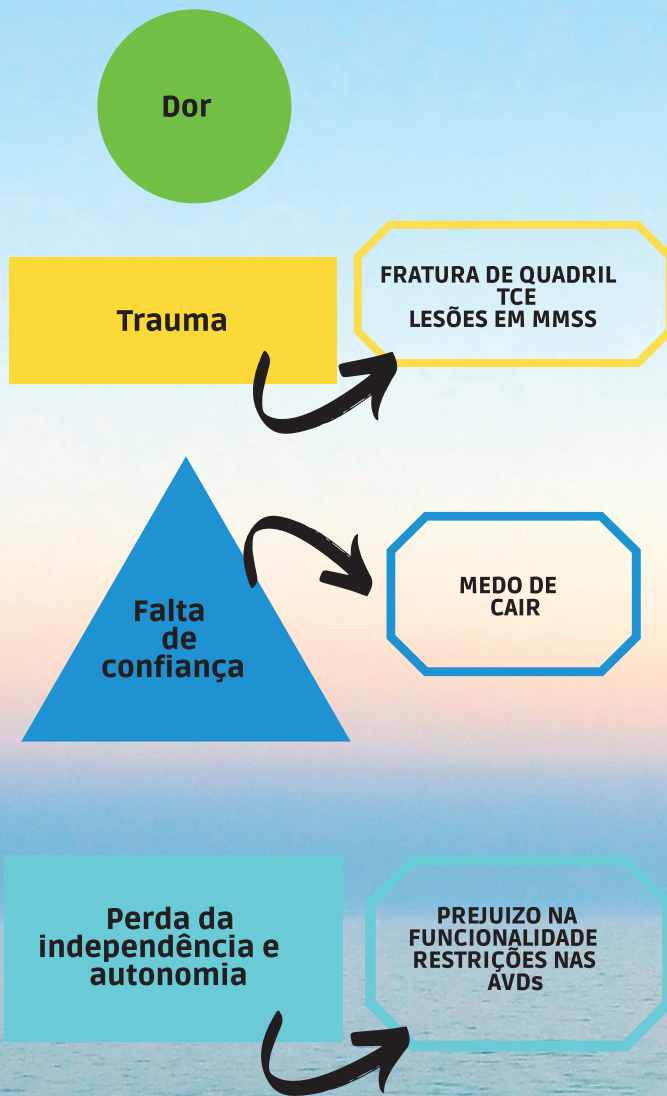 Dor
Trauma
FRATURA DE QUADRIL
TCE
LESÕES EM MMSS
Falta
de
confiança
MEDO DE
CAIR
Perda da
independência e
autonomia
PREJUIZO NA
FUNCIONALIDADE
RESTRIÇÕES NAS
AVDs